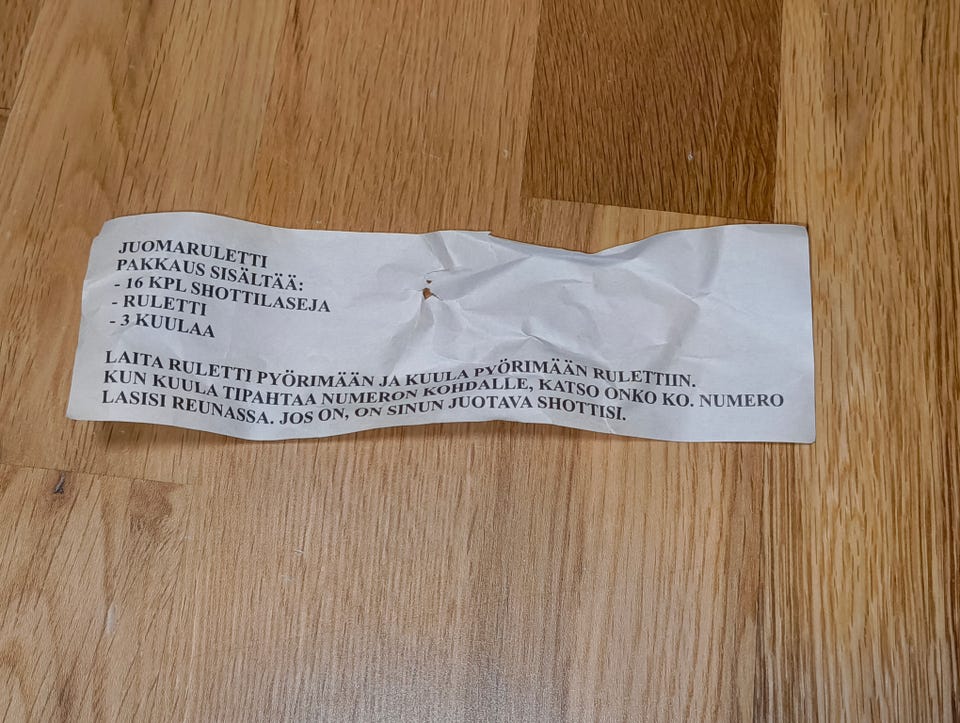 JUOMARULETTI
PAKKAUS SISÄLTÄÄ:
- 16 KPL SHOTTILASEJA
- RULETTI
- 3 KUULAA
LAITA RULETTI PYÖRIMÄÄN JA KUULA PYÖRIMÄÄN RULETTIIN.
KUN KUULA TIPAHTAA NUMERON KOHDALLE, KATSO ONKO KO. NUMERO
LASISI REUNASSA. JOS ON, ON SINUN JUOTAVA SHOTTISI.